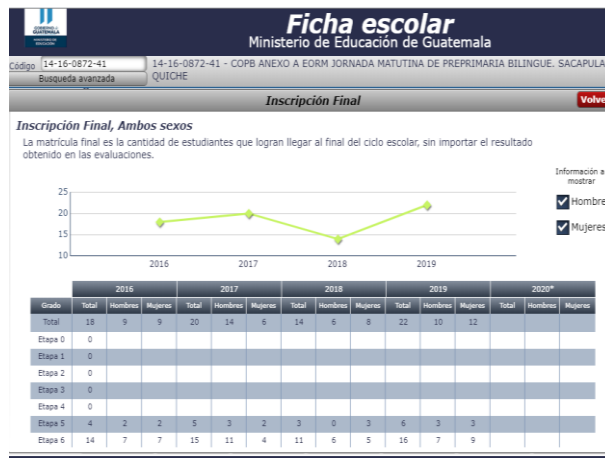 GOBIERNO de
GUATEMALA
MINISTERIO DE
EDUCACIÓN
Ficha escolar
Ministerio de Educación de Guatemala
Código 14-16-0872-41 14-16-0872-41 - COPB ANEXO A EORM JORNADA MATUTINA DE PREPRIMARIA BILINGUE. SACAPULA
Busqueda avanzada QUICHE
Inscripción Final Volve
Inscripción Final, Ambos sexos
La matrícula final es la cantidad de estudiantes que logran llegar al final del ciclo escolar, sin importar el resultado
obtenido en las evaluaciones.
Información a
mostrar
Hombre
Mujeres
25
20
15
10
2016 2017 2018 2019
2016 2017 2018 2019 2020*
Grado Total Hombres Mujeres Total Hombres Mujeres Total Hombres Mujeres Total Hombres Mujeres Total Hombres Mujeres
Total 18 9 9 20 14 6 14 6 8 22 10 12
Etapa 0 0
Etapa 1 0
Etapa 2 0
Etapa 3 0
Etapa 4 0
Etapa 5 4 2 2 5 3 2 3 0 3 6 3 3
Etapa 6 14 7 7 15 11 4 11 6 5 16 7 9